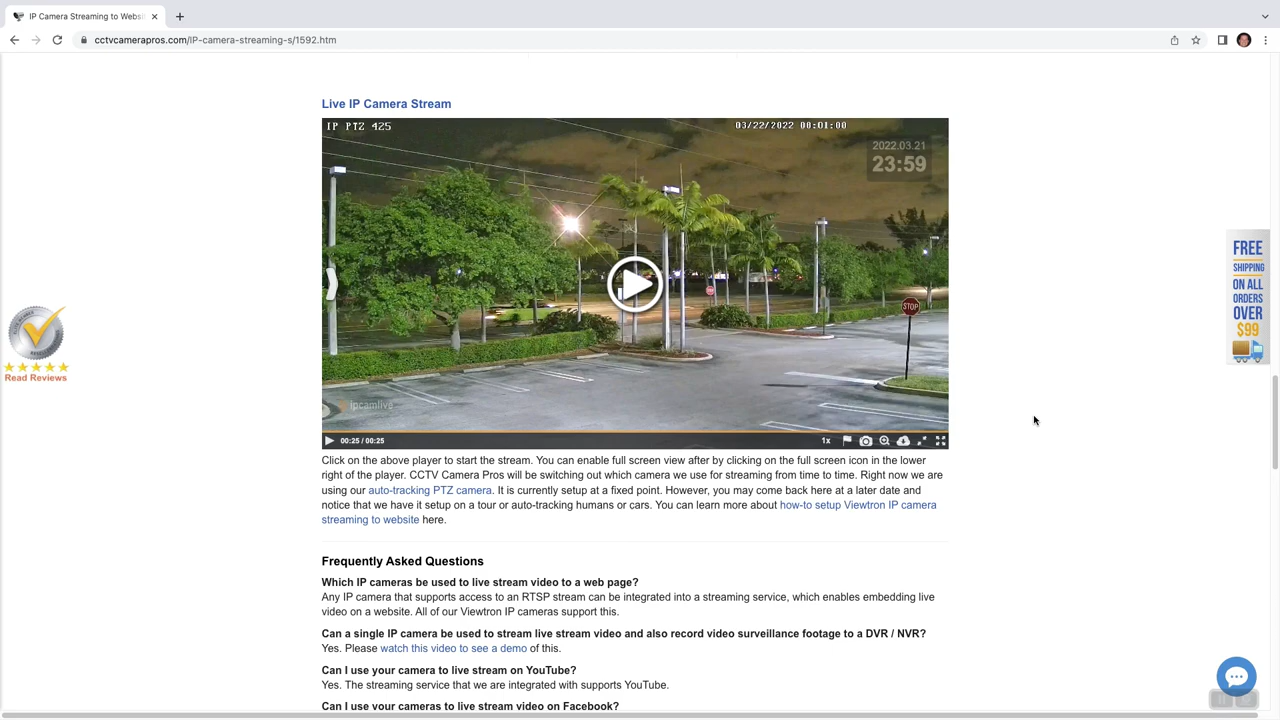 IP Camera Streaming to Websi
cctvcamerapros.com/IP-camera-streaming-s/1592.htm
Live IP Camera Stream
IP PTZ 425
03/22/2022 00:01:00
2022.03.21
23:59
STOP
ipcamlive
00:25 / 00:25
1x
Click on the above player to start the stream. You can enable full screen view after by clicking on the full screen icon in the lower
right of the player. CCTV Camera Pros will be switching out which camera we use for streaming from time to time. Right now we are
using our auto-tracking PTZ camera. It is currently setup at a fixed point. However, you may come back here at a later date and
notice that we have it setup on a tour or auto-tracking humans or cars. You can learn more about how-to setup Viewtron IP camera
streaming to website here.
Frequently Asked Questions
Which IP cameras be used to live stream video to a web page?
Any IP camera that supports access to an RTSP stream can be integrated into a streaming service, which enables embedding live
video on a website. All of our Viewtron IP cameras support this.
Can a single IP camera be used to stream live stream video and also record video surveillance footage to a DVR / NVR?
Yes. Please watch this video to see a demo of this.
Can I use your camera to live stream on YouTube?
Yes. The streaming service that we are integrated with supports YouTube.
Can I use your cameras to live stream video on Facebook?
Read Reviews
FREE
SHIPPING
ON ALL
ORDERS
OVER
$99